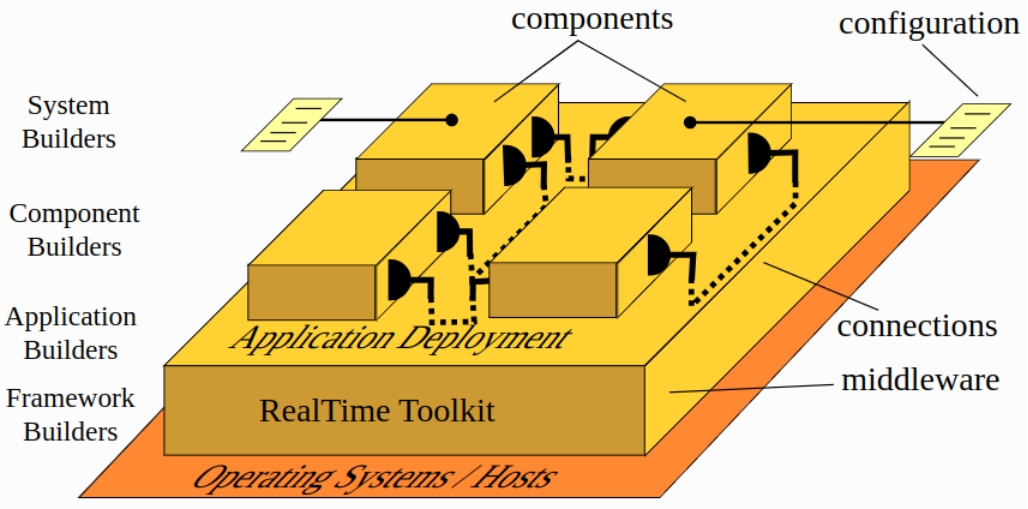 components
configuration
System
Builders
Component
Builders
Application
Builders
connections
Application Deployment
middleware
Framework
Builders
RealTime Toolkit
Operating Systems / Hosts